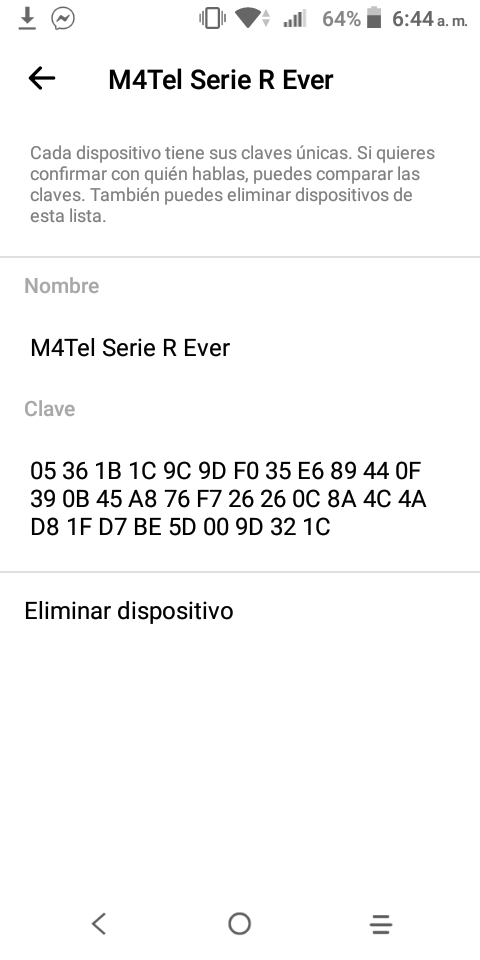 64% 6:44 a. m.
M4Tel Serie R Ever
Cada dispositivo tiene sus claves únicas. Si quieres
confirmar con quién hablas, puedes comparar las
claves. También puedes eliminar dispositivos de
esta lista.
Nombre
M4Tel Serie R Ever
Clave
05 36 1B 1C 9C 9D F0 35 E6 89 44 0F
39 0B 45 A8 76 F7 26 26 0C 8A 4C 4A
D8 1F D7 BE 5D 00 9D 32 1C
Eliminar dispositivo